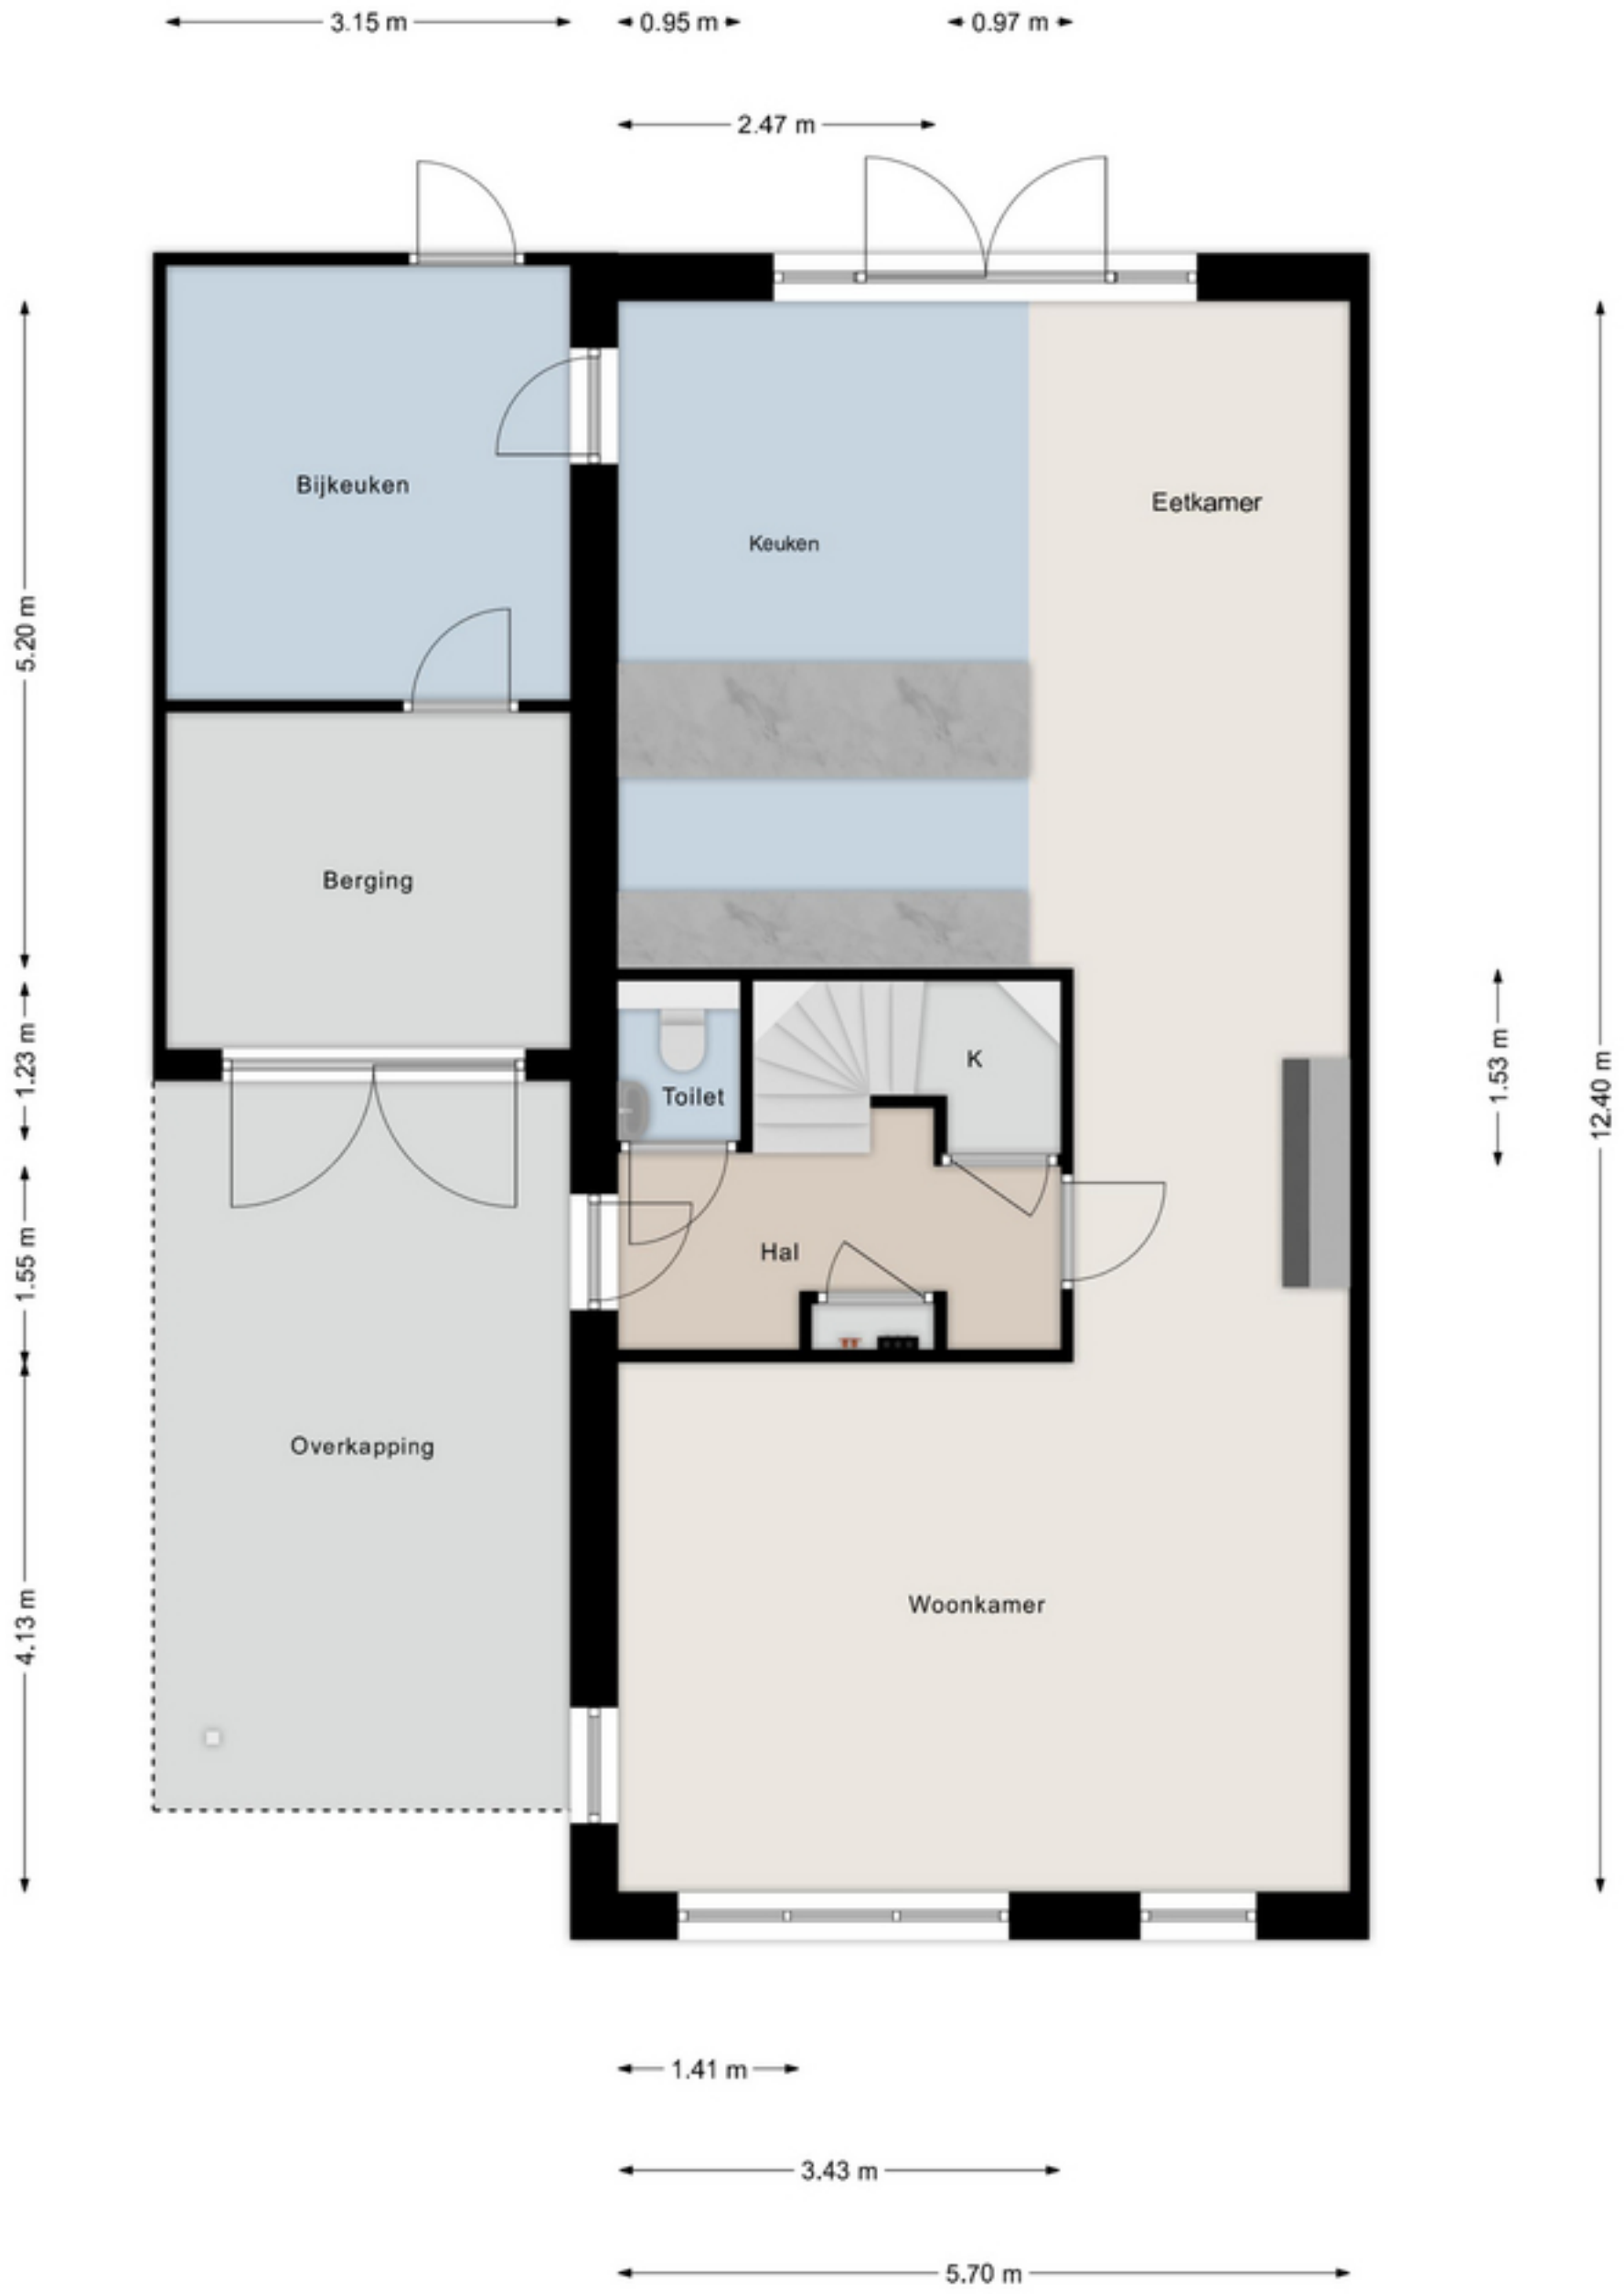 3.15 m
0.95 m
0.97 m
2.47 m
Bijkeuken
Eetkamer
Keuken
5.20 m
Berging
1.23 m
Toilet
K
1.53 m
12.40 m
1.55 m
Hal
Overkapping
Woonkamer
4.13 m
1.41 m
3.43 m
5.70 m